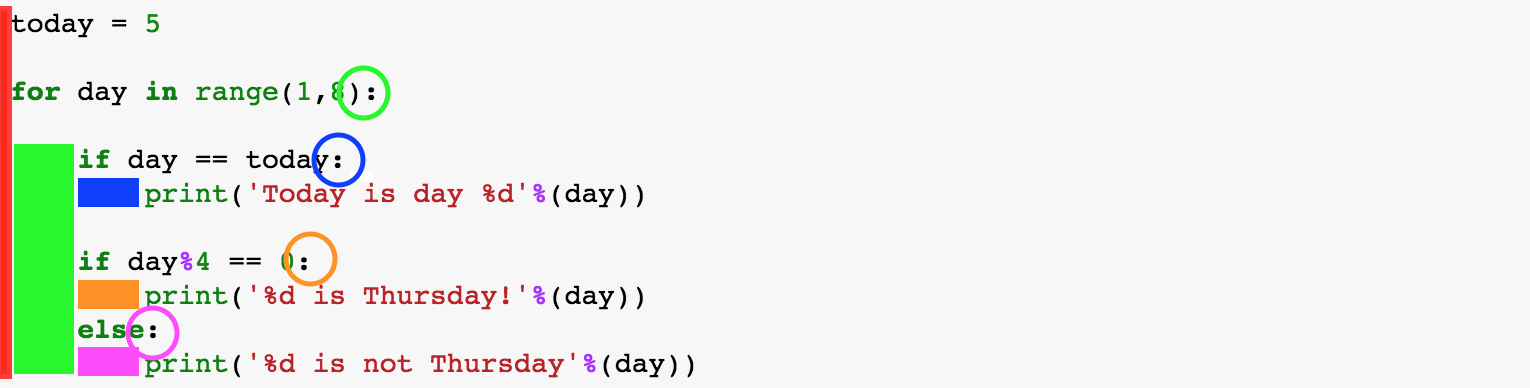 today = 5
for day in range(1,8):
if day == today:
print('Today is day %d'%(day))
if day%4 == 0:
print('%d is Thursday!'%(day))
else:
print('%d is not Thursday'%(day))